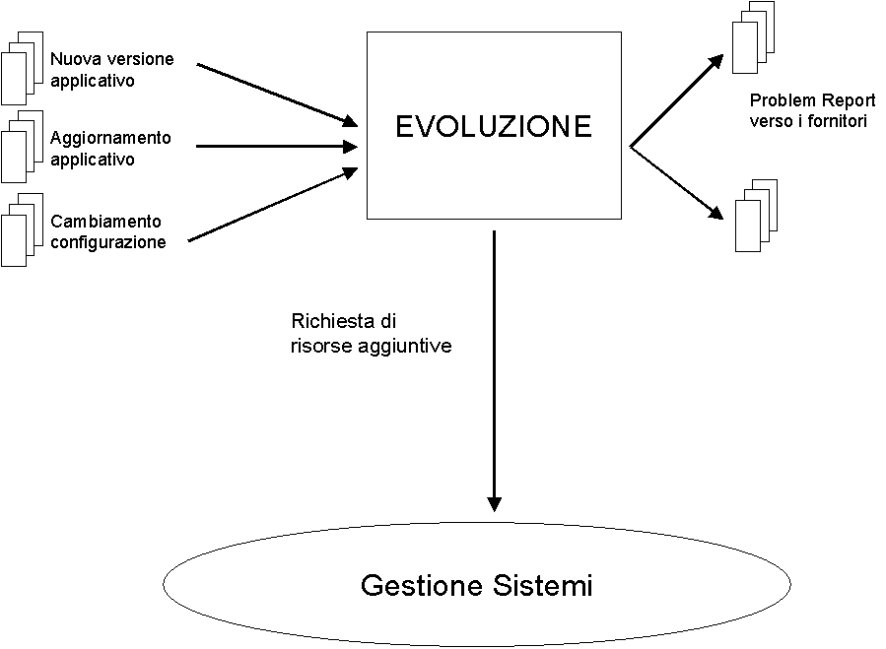 Nuova versione
applicativo
Aggiornamento
applicativo
Cambiamento
configurazione
EVOLUZIONE
Problem Report
verso i fornitori
Richiesta di
risorse aggiuntive
Gestione Sistemi